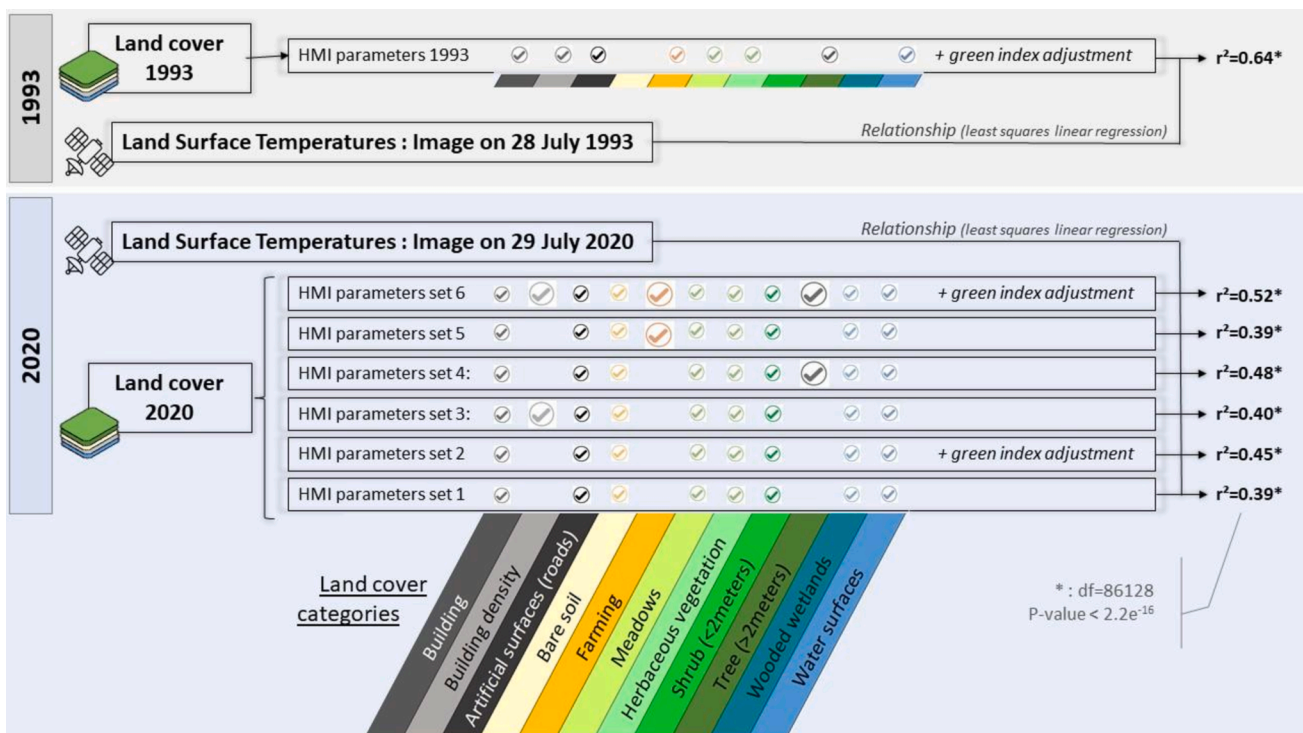 1993
Land cover
1993
HMI parameters 1993
+ green index adjustment
r²=0.64*
Land Surface Temperatures : Image on 28 July 1993
Relationship (least squares linear regression)
2020
Land Surface Temperatures : Image on 29 July 2020
Relationship (least squares linear regression)
HMI parameters set 6
+ green index adjustment
r²=0.52*
HMI parameters set 5
r²=0.39*
Land cover
2020
HMI parameters set 4:
r²=0.48*
HMI parameters set 3:
r²=0.40*
HMI parameters set 2
+ green index adjustment
r²=0.45*
HMI parameters set 1
r²=0.39*
Land cover
categories
Building
Building density
Artificial surfaces (roads)
Bare soil
Farming
Meadows
Herbaceous vegetation
Shrub (<2meters)
Tree (>2meters)
Wooded wetlands
Water surfaces
* : df=86128
P-value < 2.2e⁻¹⁶